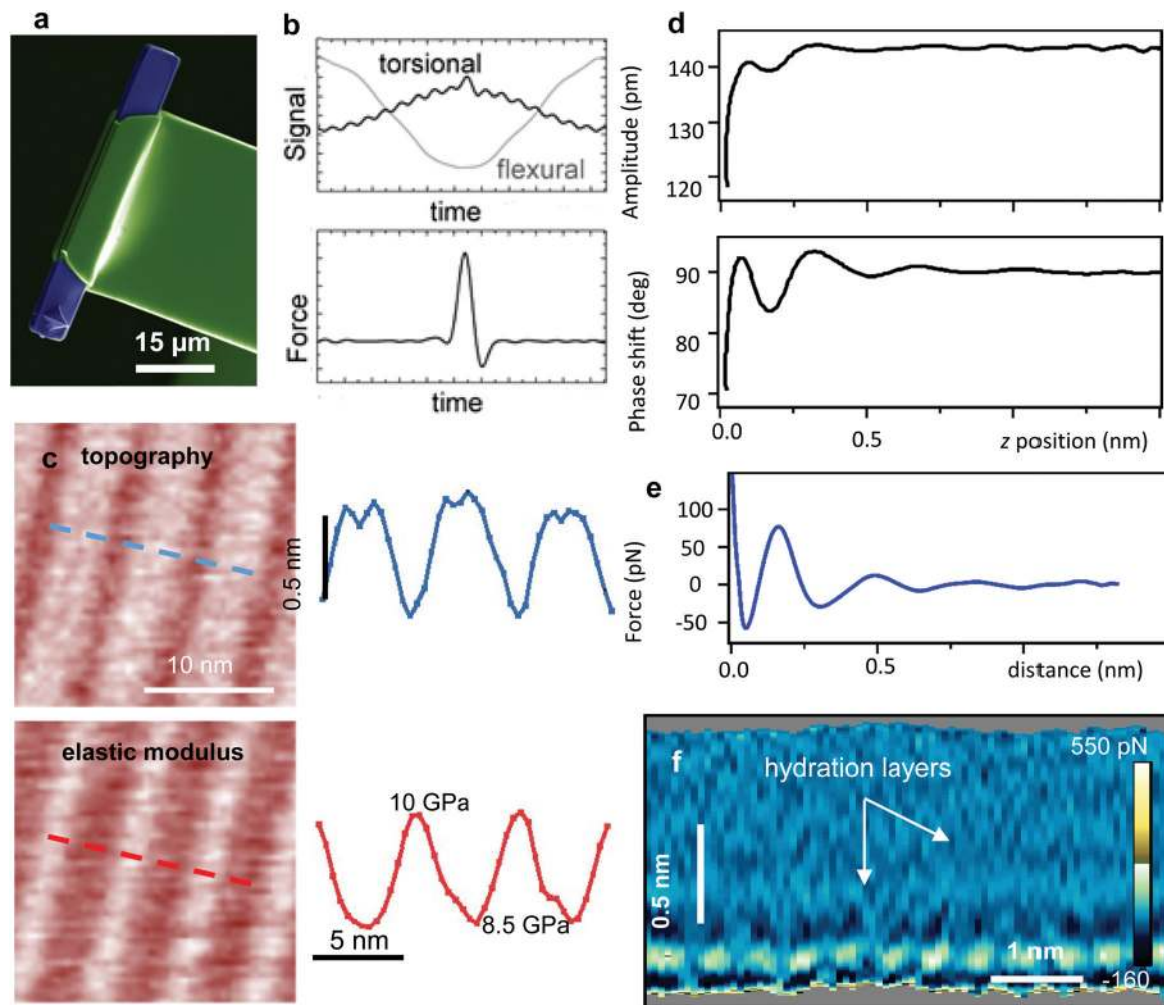 a
15 µm
b
Signal
torsional
flexural
time
Force
time
c
topography
10 nm
0.5 nm
elastic modulus
10 GPa
8.5 GPa
5 nm
d
Amplitude (pm)
140
130
120
Phase shift (deg)
90
80
70
0.0
0.5
z position (nm)
e
Force (pN)
100
50
0
-50
0.0
0.5
distance (nm)
f
hydration layers
550 pN
0.5 nm
1 nm
-160